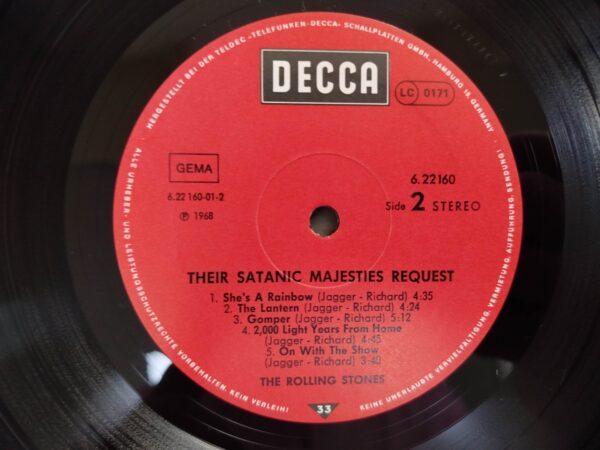 HERGESTELLT BEI DER TELDEC »TELEFUNKEN-DECCA« SCHALLPLATTEN GMBH, HAMBURG 19, GERMANY
DECCA
LC 0171
GEMA
6.22160
6.22160-01-2
Side 2 STEREO
℗ 1968
THEIR SATANIC MAJESTIES REQUEST
1. She's A Rainbow (Jagger - Richard) 4:35
2. The Lantern (Jagger - Richard) 4:24
3. Gomper (Jagger - Richard) 5:12
4. 2,000 Light Years From Home
(Jagger - Richard) 4:45
5. On With The Show
(Jagger - Richard) 3:40
THE ROLLING STONES
33
ALLE URHEBER- UND LEISTUNGSSCHUTZRECHTE VORBEHALTEN. KEIN VERLEIH!
KEINE UNERLAUBTE VERVIELFÄLTIGUNG, VERMIETUNG, AUFFÜHRUNG, SENDUNG!